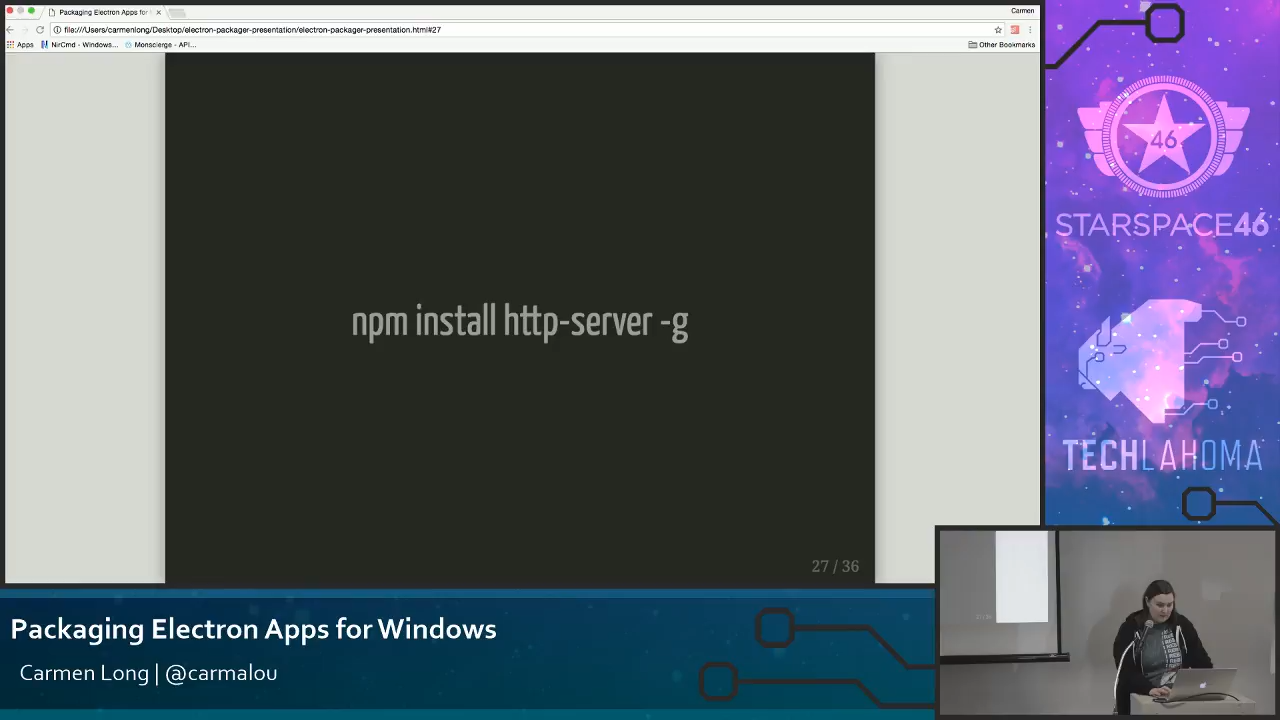 Packaging Electron Apps for
Carmen
file:///Users/carmenlong/Desktop/electron-packager-presentation/electron-packager-presentation.html#27
Apps
NirCmd - Windows...
Monscierge - API...
Other Bookmarks
npm install http-server -g
27 / 36
46
STARSPACE46
TECHLAHOMA
Packaging Electron Apps for Windows
Carmen Long | @carmalou